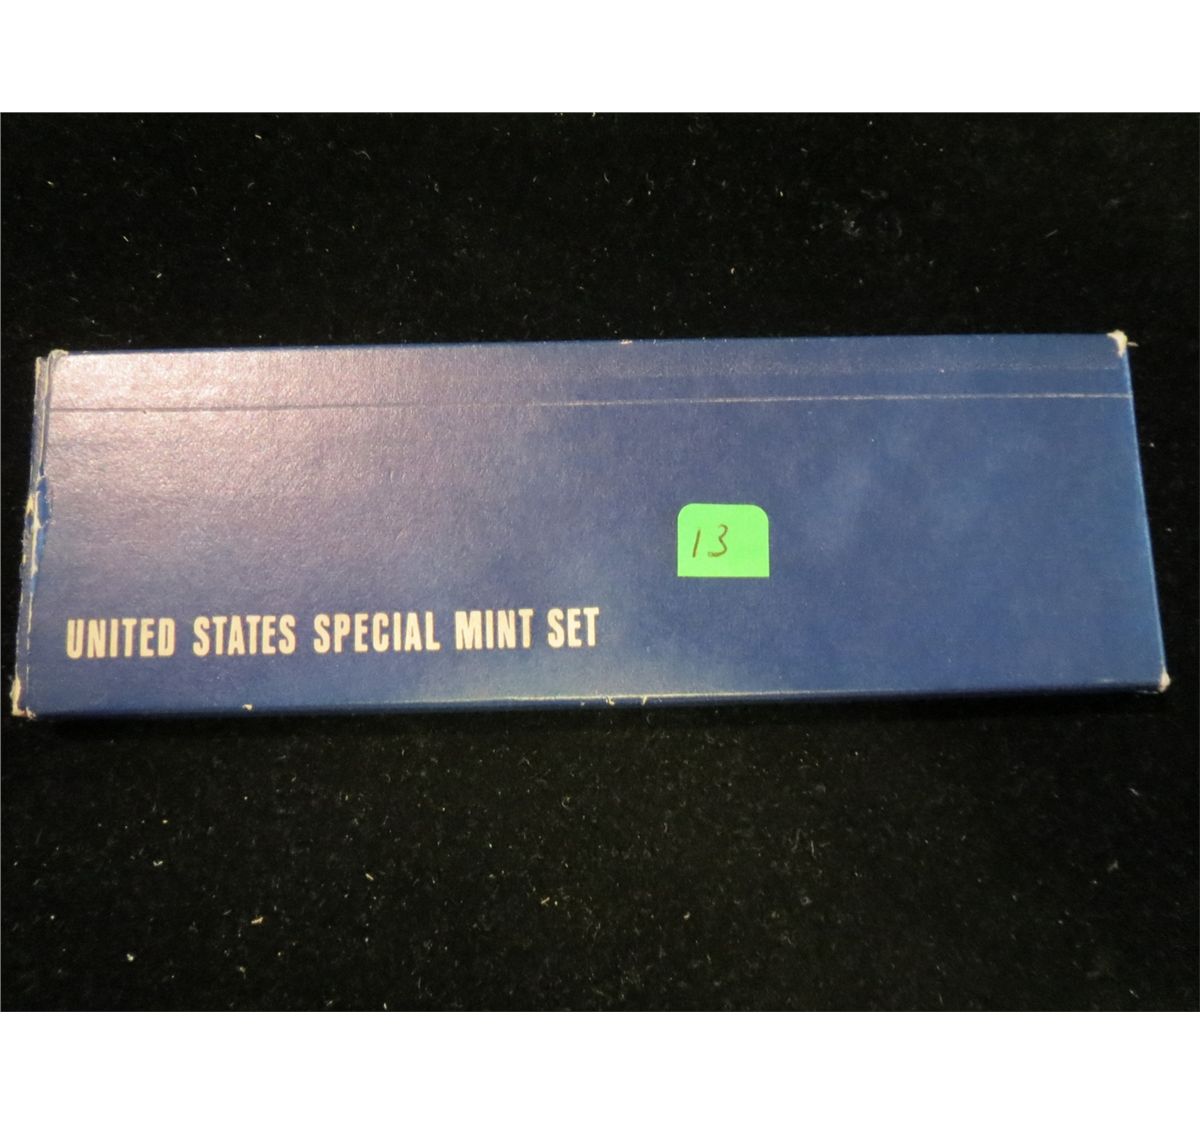 13
UNITED STATES SPECIAL MINT SET